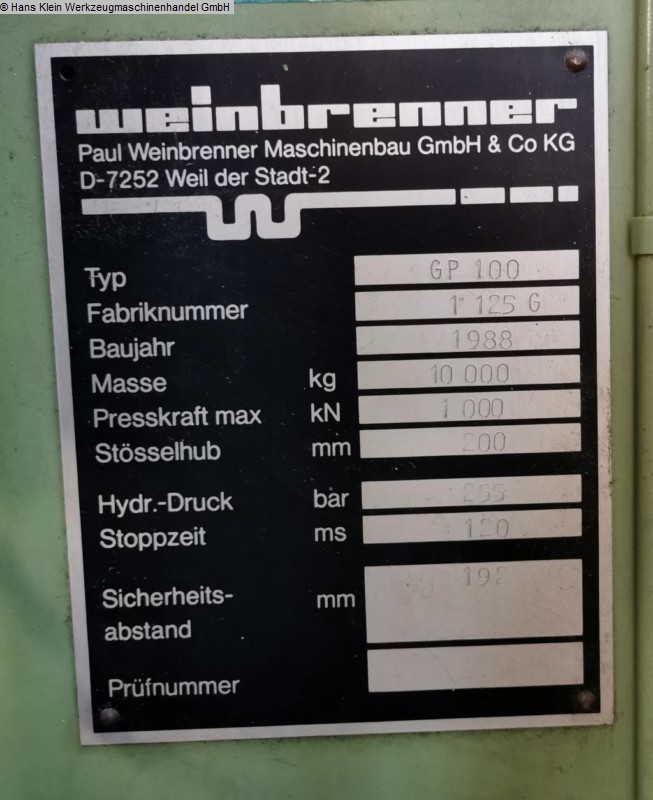 © Hans Klein Werkzeugmaschinenhandel GmbH
weinbrenner
Paul Weinbrenner Maschinenbau GmbH & Co KG
D-7252 Weil der Stadt-2
Typ GP 100
Fabriknummer 1 125 G
Baujahr 1988
Masse kg 10 000
Presskraft max kN 1 000
Stösselhub mm 200
Hydr.-Druck bar 255
Stoppzeit ms 120
Sicherheits- mm 192
abstand
Prüfnummer